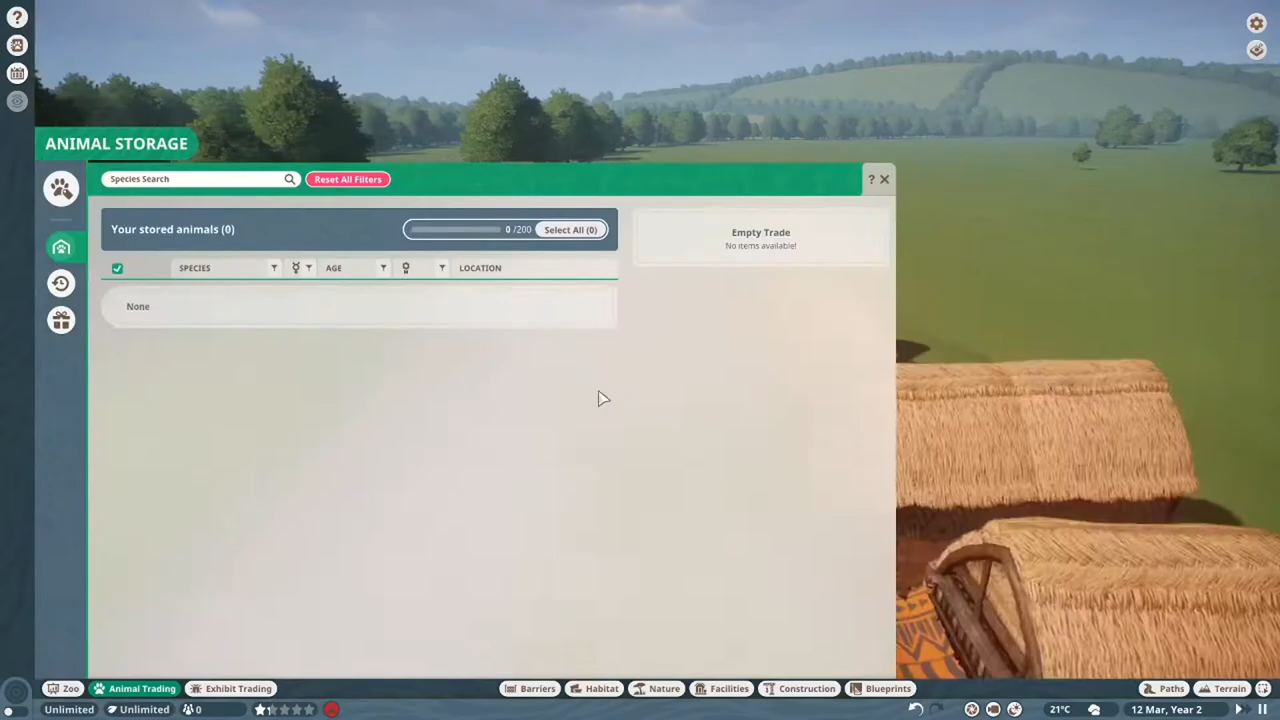 ANIMAL STORAGE
Species Search
Reset All Filters
?
Your stored animals (0)
0 /200
Select All (0)
Empty Trade
No items available!
SPECIES
AGE
LOCATION
None
Zoo
Animal Trading
Exhibit Trading
Barriers
Habitat
Nature
Facilities
Construction
Blueprints
Paths
Terrain
Unlimited
Unlimited
0
21°C
12 Mar, Year 2